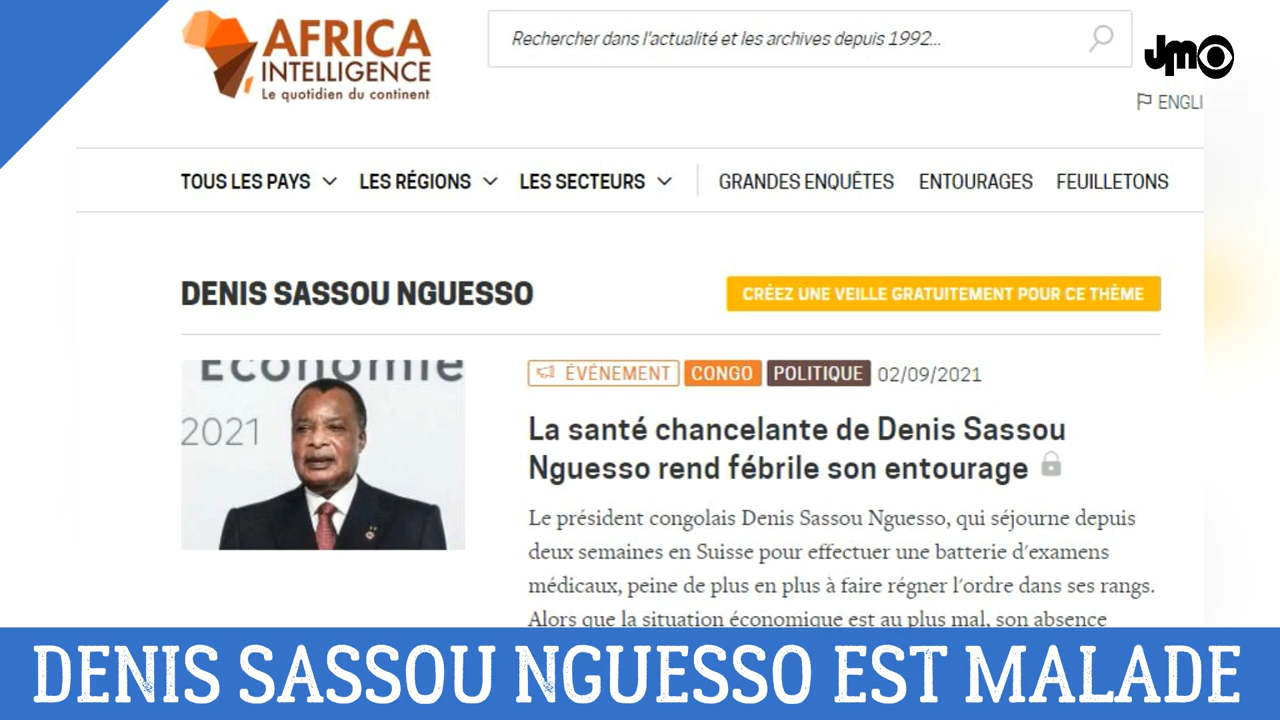 AFRICA
INTELLIGENCE
Le quotidien du continent
Rechercher dans l'actualité et les archives depuis 1992...
JMO
ENGLI
TOUS LES PAYS LES RÉGIONS LES SECTEURS GRANDES ENQUÊTES ENTOURAGES FEUILLETONS
DENIS SASSOU NGUESSO
CRÉEZ UNE VEILLE GRATUITEMENT POUR CE THÈME
Economie
2021
ÉVÉNEMENT CONGO POLITIQUE 02/09/2021
La santé chancelante de Denis Sassou
Nguesso rend fébrile son entourage
Le président congolais Denis Sassou Nguesso, qui séjourne depuis
deux semaines en Suisse pour effectuer une batterie d'examens
médicaux, peine de plus en plus à faire régner l'ordre dans ses rangs.
Alors que la situation économique est au plus mal, son absence
DENIS SASSOU NGUESSO EST MALADE